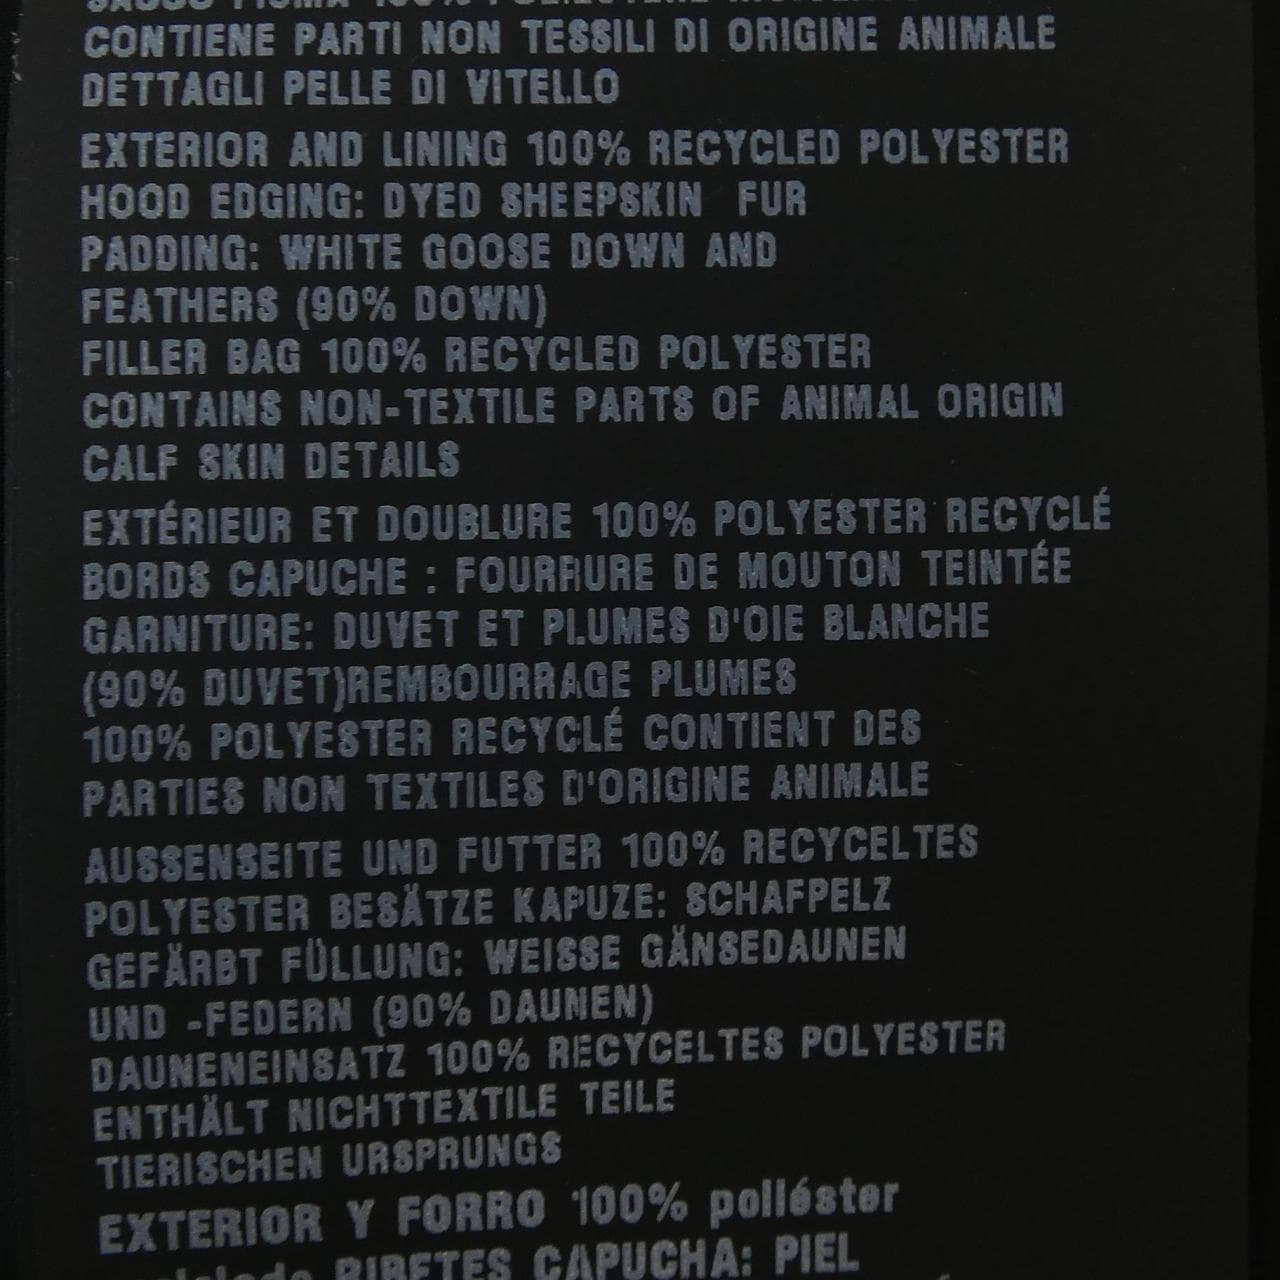 SACCO PIUMA 100%
CONTIENE PARTI NON TESSILI DI ORIGINE ANIMALE
DETTAGLI PELLE DI VITELLO
EXTERIOR AND LINING 100% RECYCLED POLYESTER
HOOD EDGING: DYED SHEEPSKIN FUR
PADDING: WHITE GOOSE DOWN AND
FEATHERS (90% DOWN)
FILLER BAG 100% RECYCLED POLYESTER
CONTAINS NON-TEXTILE PARTS OF ANIMAL ORIGIN
CALF SKIN DETAILS
EXTÉRIEUR ET DOUBLURE 100% POLYESTER RECYCLÉ
BORDS CAPUCHE : FOURRURE DE MOUTON TEINTÉE
GARNITURE: DUVET ET PLUMES D'OIE BLANCHE
(90% DUVET)REMBOURRAGE PLUMES
100% POLYESTER RECYCLÉ CONTIENT DES
PARTIES NON TEXTILES D'ORIGINE ANIMALE
AUSSENSEITE UND FUTTER 100% RECYCELTES
POLYESTER BESÄTZE KAPUZE: SCHAFPELZ
GEFÄRBT FÜLLUNG: WEISSE GÄNSEDAUNEN
UND -FEDERN (90% DAUNEN)
DAUNENEINSATZ 100% RECYCELTES POLYESTER
ENTHÄLT NICHTTEXTILE TEILE
TIERISCHEN URSPRUNGS
EXTERIOR Y FORRO 100% poliéster
RIBETES CAPUCHA: PIEL